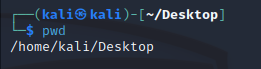 ┌──(kali㉿kali)-[~/Desktop]
└─$ pwd
/home/kali/Desktop